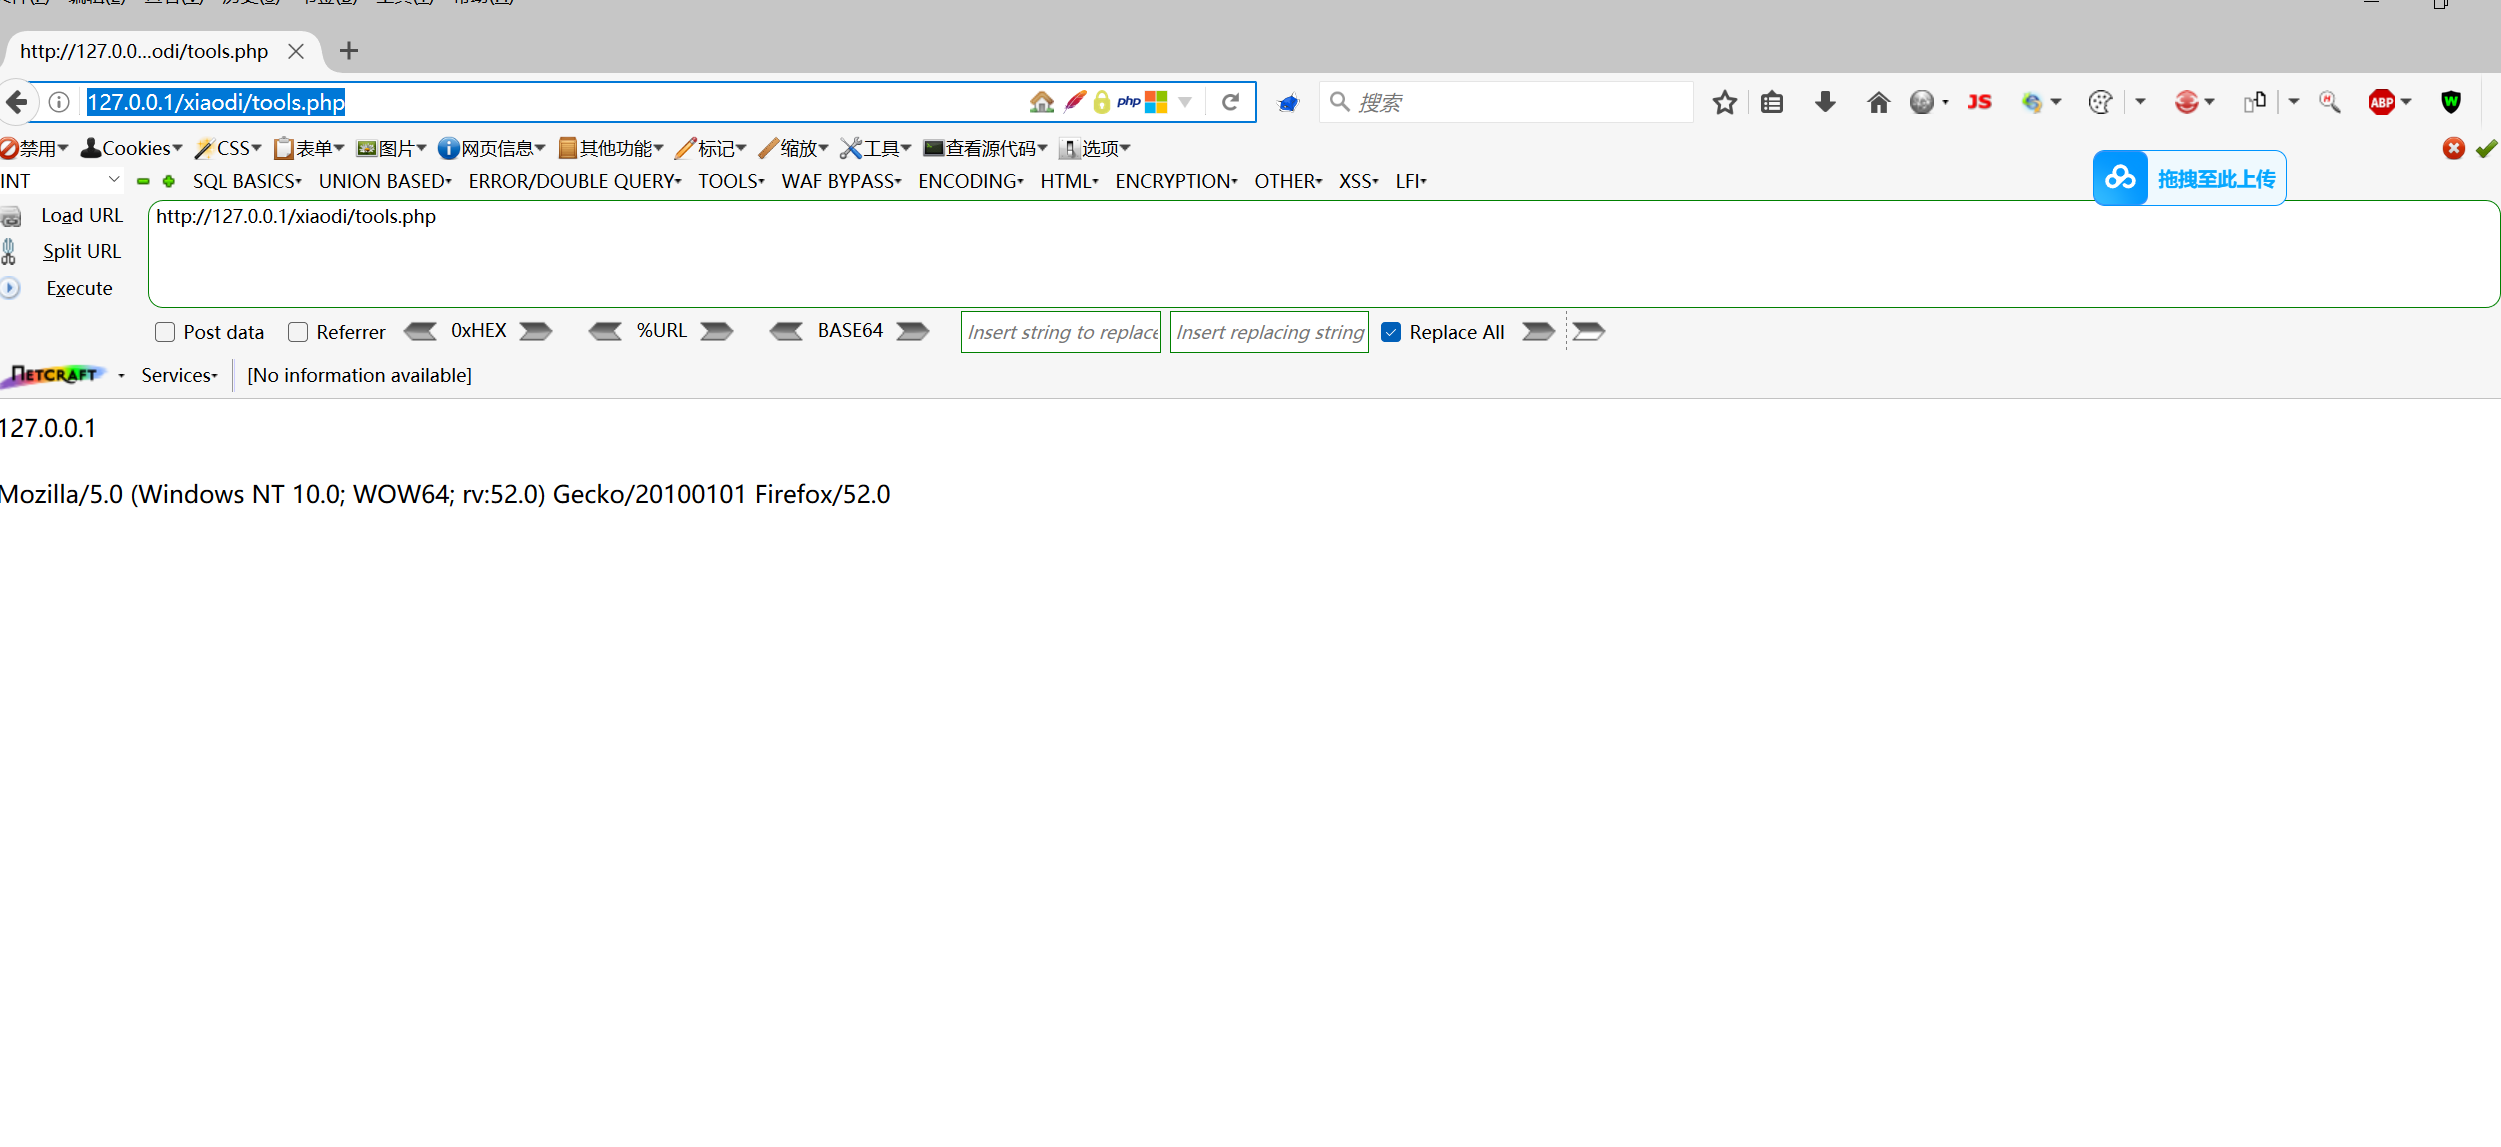 http://127.0.0...odi/tools.php
127.0.0.1/xiaodi/tools.php php 搜索 JS ABP W
禁用 Cookies CSS 表单 图片 网页信息 其他功能 标记 缩放 工具 查看源代码 选项
拖拽至此上传
INT SQL BASICS UNION BASED ERROR/DOUBLE QUERY TOOLS WAF BYPASS ENCODING HTML ENCRYPTION OTHER XSS LFI
Load URL http://127.0.0.1/xiaodi/tools.php
Split URL
Execute
Post data Referrer 0xHEX %URL BASE64 Insert string to replace Insert replacing string Replace All
NETCRAFT Services [No information available]
127.0.0.1
Mozilla/5.0 (Windows NT 10.0; WOW64; rv:52.0) Gecko/20100101 Firefox/52.0